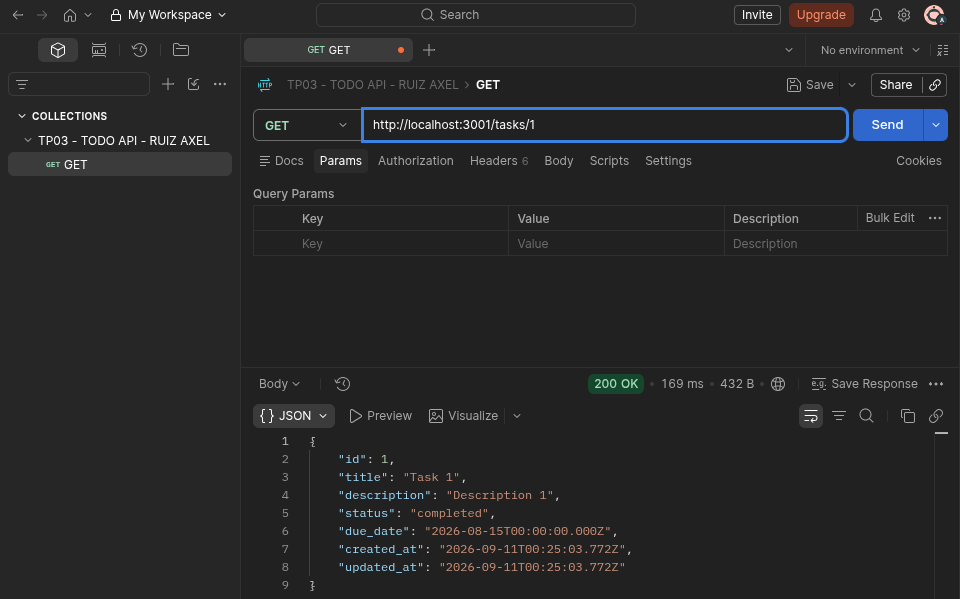 My Workspace
Search
Invite
Upgrade
GET GET
No environment
COLLECTIONS
TP03 - TODO API - RUIZ AXEL
GET GET
HTTP TP03 - TODO API - RUIZ AXEL > GET
Save
Share
GET
http://localhost:3001/tasks/1
Send
Docs Params Authorization Headers 6 Body Scripts Settings
Cookies
Query Params
Key Value Description Bulk Edit
Key Value Description
Body
200 OK • 169 ms • 432 B
e.g. Save Response
{} JSON
Preview
Visualize
1 {
2 "id": 1,
3 "title": "Task 1",
4 "description": "Description 1",
5 "status": "completed",
6 "due_date": "2026-08-15T00:00:00.000Z",
7 "created_at": "2026-09-11T00:25:03.772Z",
8 "updated_at": "2026-09-11T00:25:03.772Z"
9 }